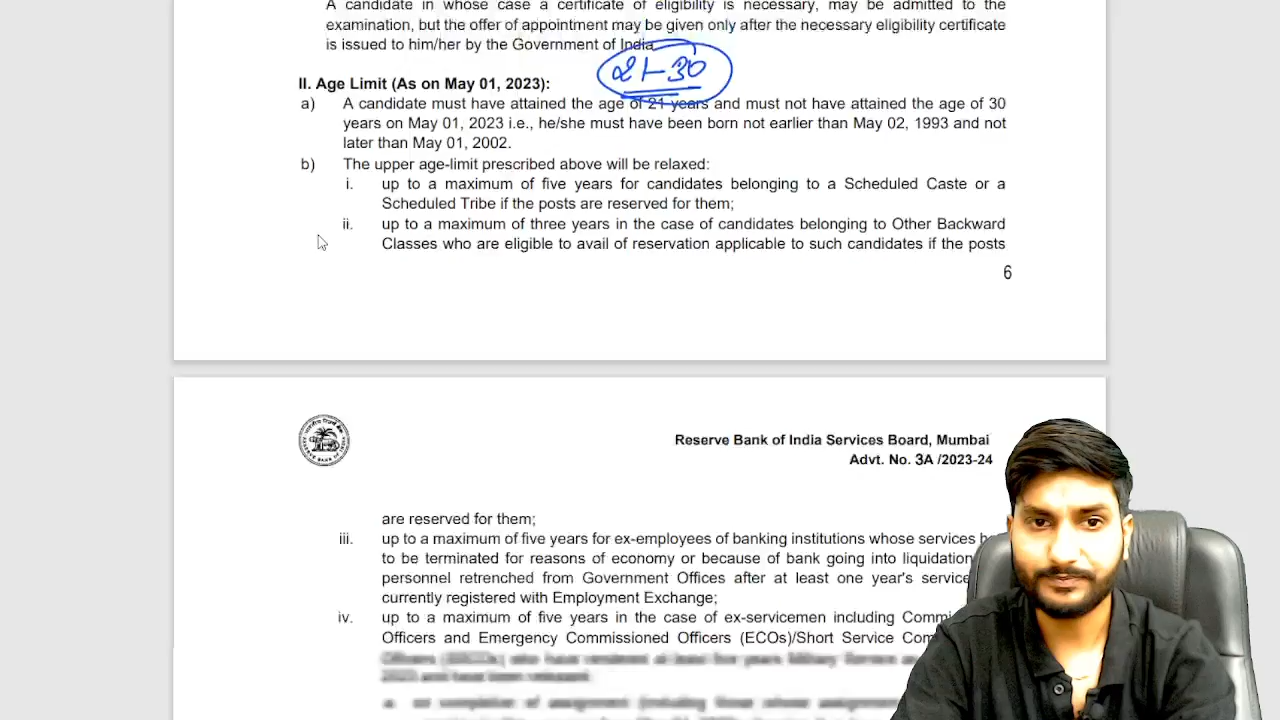 A candidate in whose case a certificate of eligibility is necessary, may be admitted to the
examination, but the offer of appointment may be given only after the necessary eligibility certificate
is issued to him/her by the Government of India
21-30
II. Age Limit (As on May 01, 2023):
a) A candidate must have attained the age of 21 years and must not have attained the age of 30
years on May 01, 2023 i.e., he/she must have been born not earlier than May 02, 1993 and not
later than May 01, 2002.
b) The upper age-limit prescribed above will be relaxed:
i. up to a maximum of five years for candidates belonging to a Scheduled Caste or a
Scheduled Tribe if the posts are reserved for them;
ii. up to a maximum of three years in the case of candidates belonging to Other Backward
Classes who are eligible to avail of reservation applicable to such candidates if the posts
6
Reserve Bank of India Services Board, Mumbai
Advt. No. 3A /2023-24
are reserved for them;
iii. up to a maximum of five years for ex-employees of banking institutions whose services
to be terminated for reasons of economy or because of bank going into liquidation
personnel retrenched from Government Offices after at least one year's service
currently registered with Employment Exchange;
iv. up to a maximum of five years in the case of ex-servicemen including
Officers and Emergency Commissioned Officers (ECOs)/Short Service